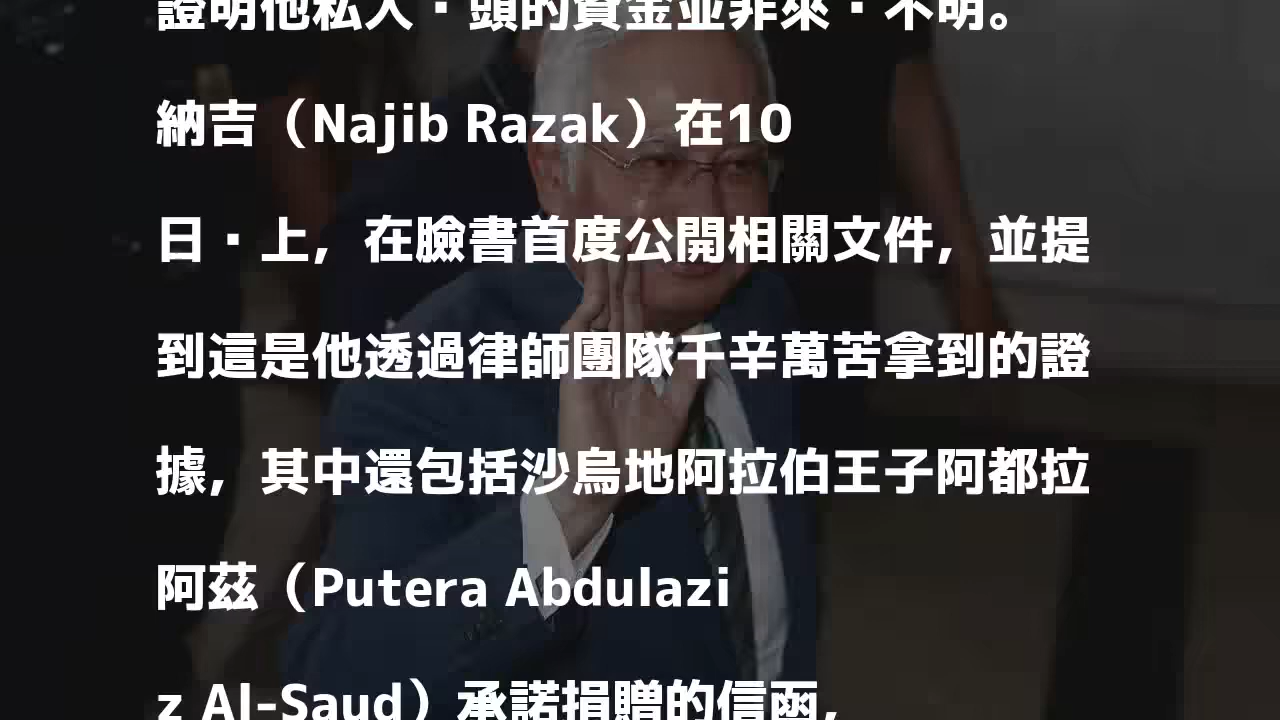 證明他私人▪頭的資金並非來▪不明。
納吉（Najib Razak）在10
日▪上，在臉書首度公開相關文件，並提
到這是他透過律師團隊千辛萬苦拿到的證
據，其中還包括沙烏地阿拉伯王子阿都拉
阿茲（Putera Abdulazi
z Al-Saud）承諾捐贈的信函，